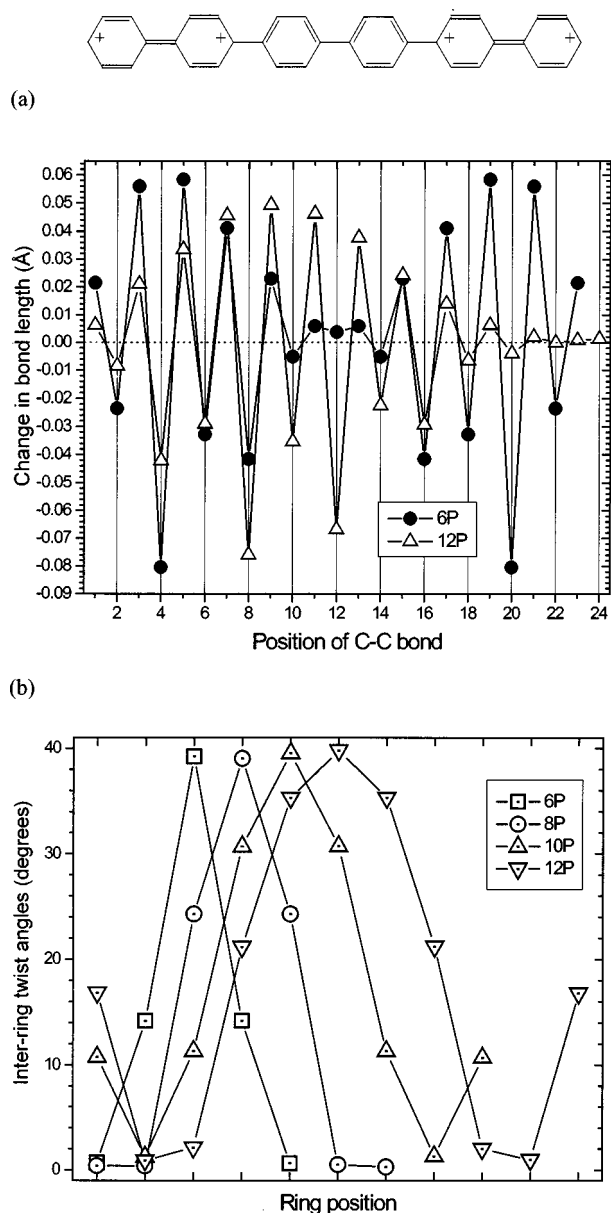 + + + +
(a)
Change in bond length (Å)
0.06
0.05
0.04
0.03
0.02
0.01
0.00
-0.01
-0.02
-0.03
-0.04
-0.05
-0.06
-0.07
-0.08
-0.09
6P
12P
2 4 6 8 10 12 14 16 18 20 22 24
Position of C-C bond
(b)
Inter-ring twist angles (degrees)
40
30
20
10
0
6P
8P
10P
12P
Ring position